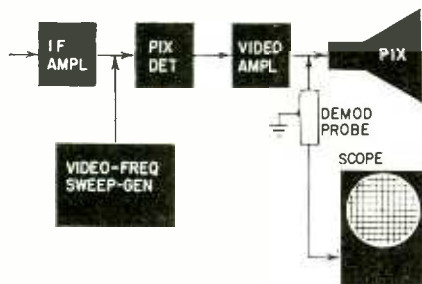 IF
AMPL
PIX
DET
VIDEO
AMPL
PIX
DEMOD
PROBE
VIDEO-FREQ
SWEEP-GEN
SCOPE